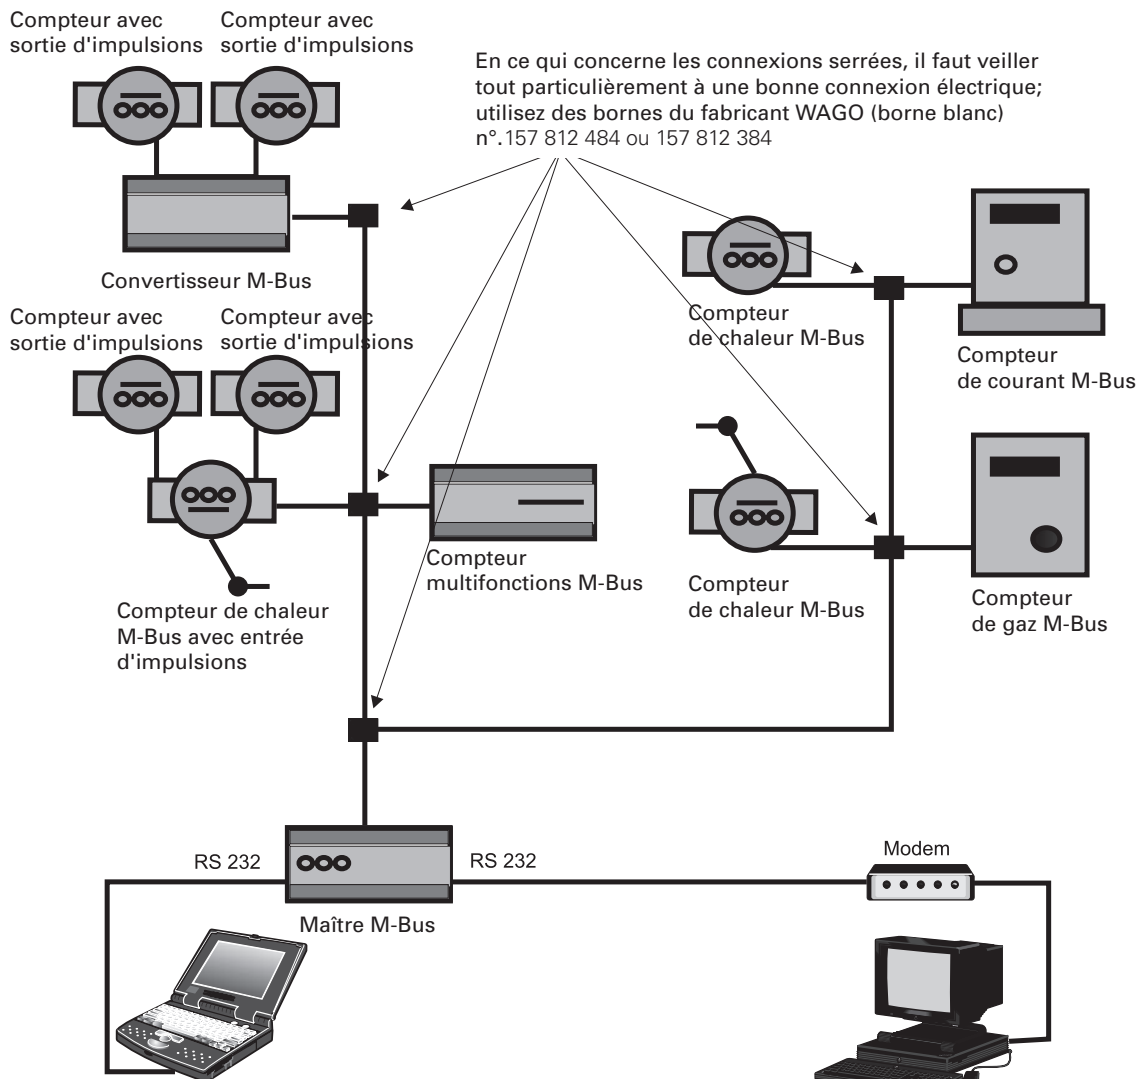 Compteur avec
sortie d'impulsions
Compteur avec
sortie d'impulsions
En ce qui concerne les connexions serrées, il faut veiller
tout particulièrement à une bonne connexion électrique;
utilisez des bornes du fabricant WAGO (borne blanc)
n°.157 812 484 ou 157 812 384
Convertisseur M-Bus
Compteur avec
sortie d'impulsions
Compteur avec
sortie d'impulsions
Compteur
de chaleur M-Bus
Compteur
de courant M-Bus
Compteur
multifonctions M-Bus
Compteur de chaleur
M-Bus avec entrée
d'impulsions
Compteur
de chaleur M-Bus
Compteur
de gaz M-Bus
RS 232
RS 232
Modem
Maître M-Bus